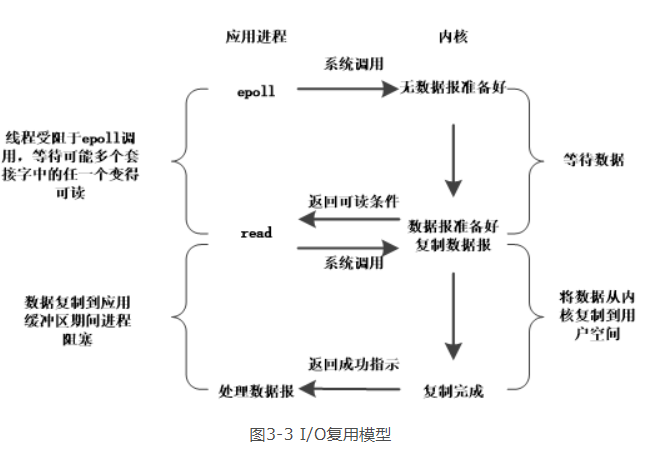 应用进程
内核
系统调用
epoll
无数据报准备好
线程受阻于epoll调
用，等待可能多个套
接字中的任一个变得
可读
等待数据
返回可读条件
read
数据报准备好
复制数据报
系统调用
数据复制到应用
缓冲区期间进程
阻塞
将数据从内
核复制到用
户空间
返回成功指示
处理数据报
复制完成
图3-3 I/O复用模型